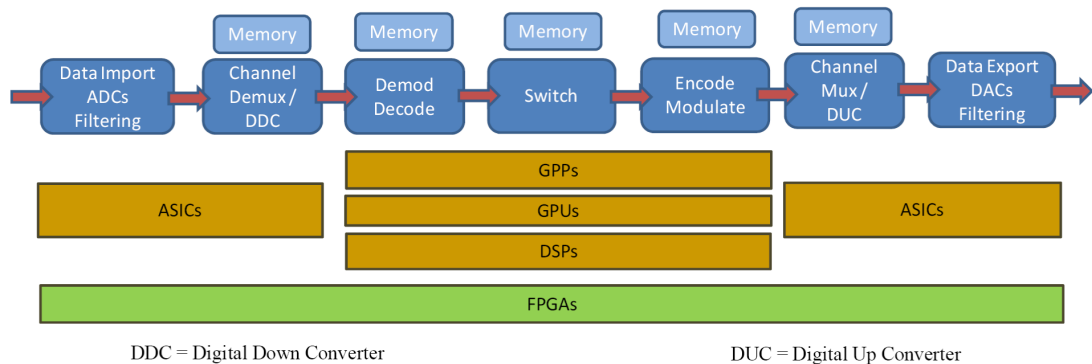 Memory
Memory
Memory
Memory
Memory
Data Import
ADCs
Filtering
Channel
Demux /
DDC
Demod
Decode
Switch
Encode
Modulate
Channel
Mux /
DUC
Data Export
DACs
Filtering
GPPs
ASICs
GPUs
ASICs
DSPs
FPGAs
DDC = Digital Down Converter
DUC = Digital Up Converter